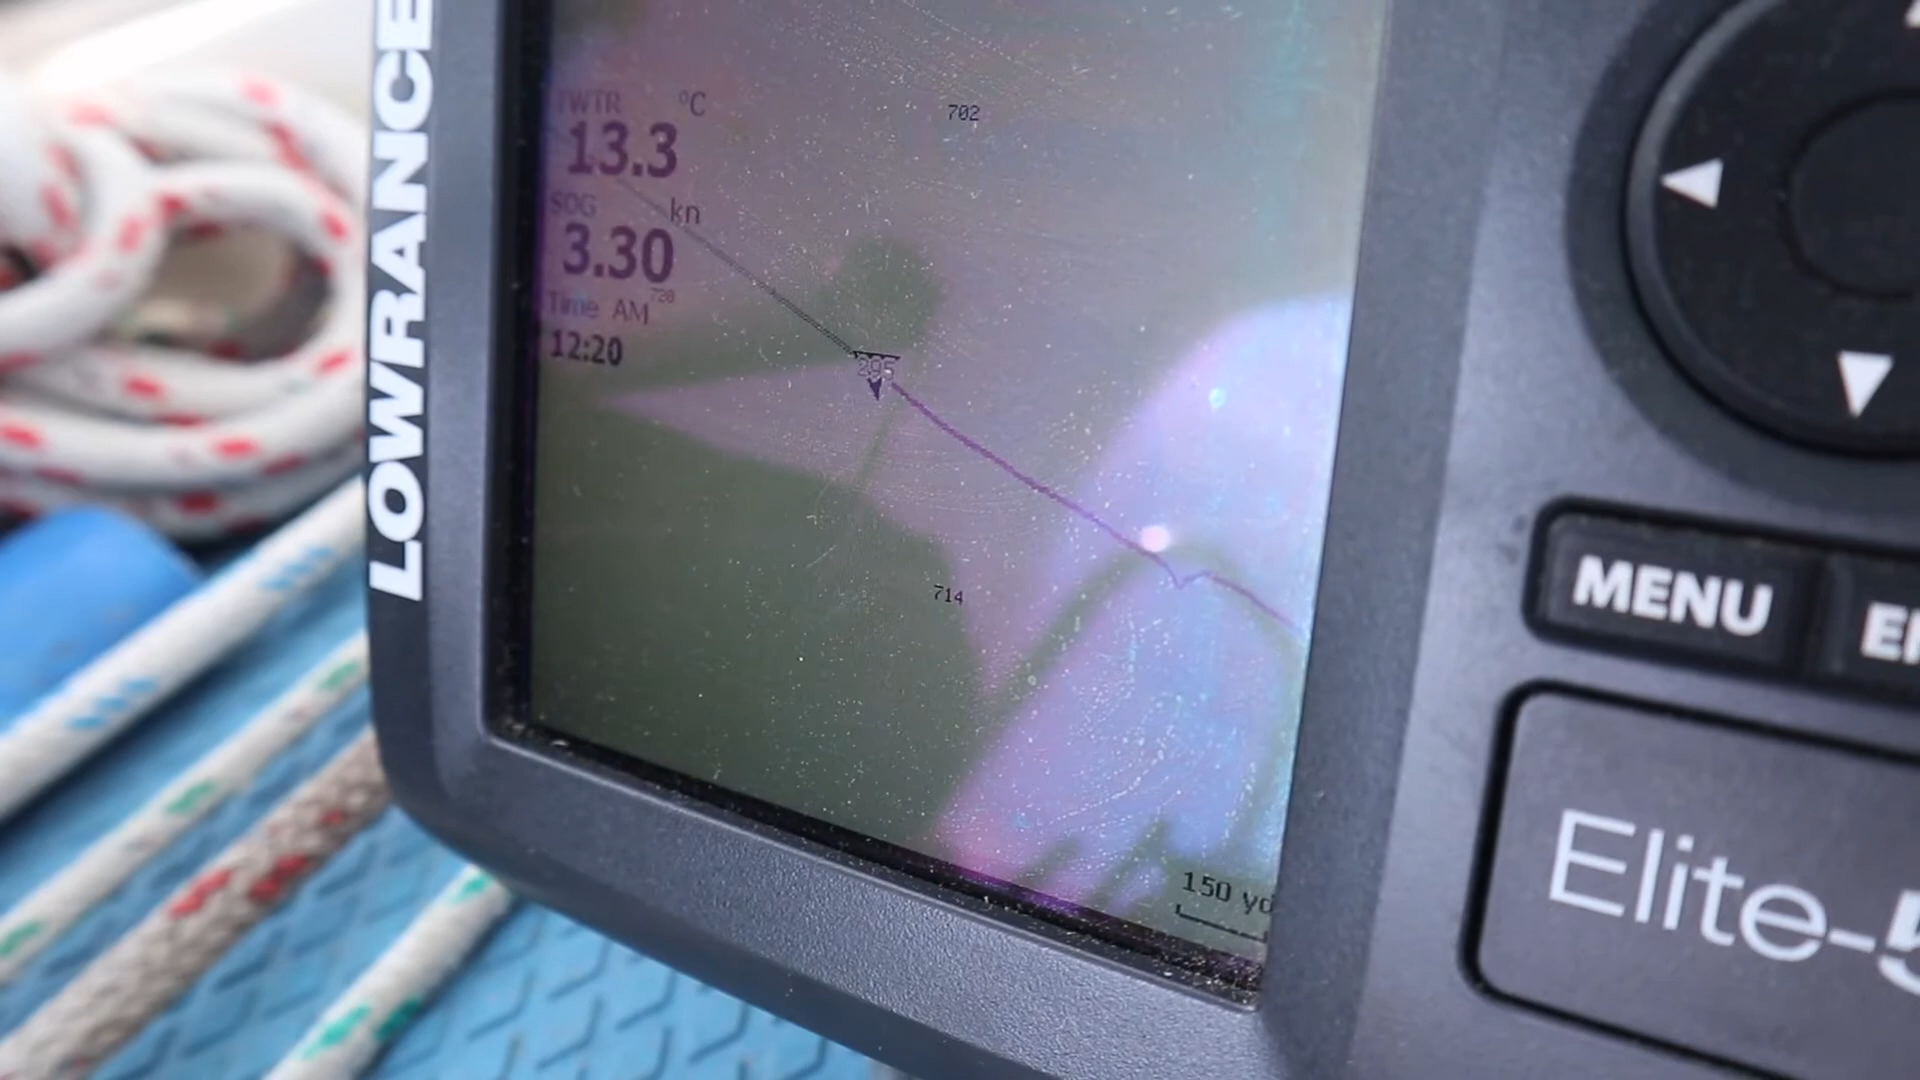 LOWRANCE
702
°C
13.3
SOG
kn
3.30
Time AM
720
12:20
295
714
150 yd
MENU
Elite-5